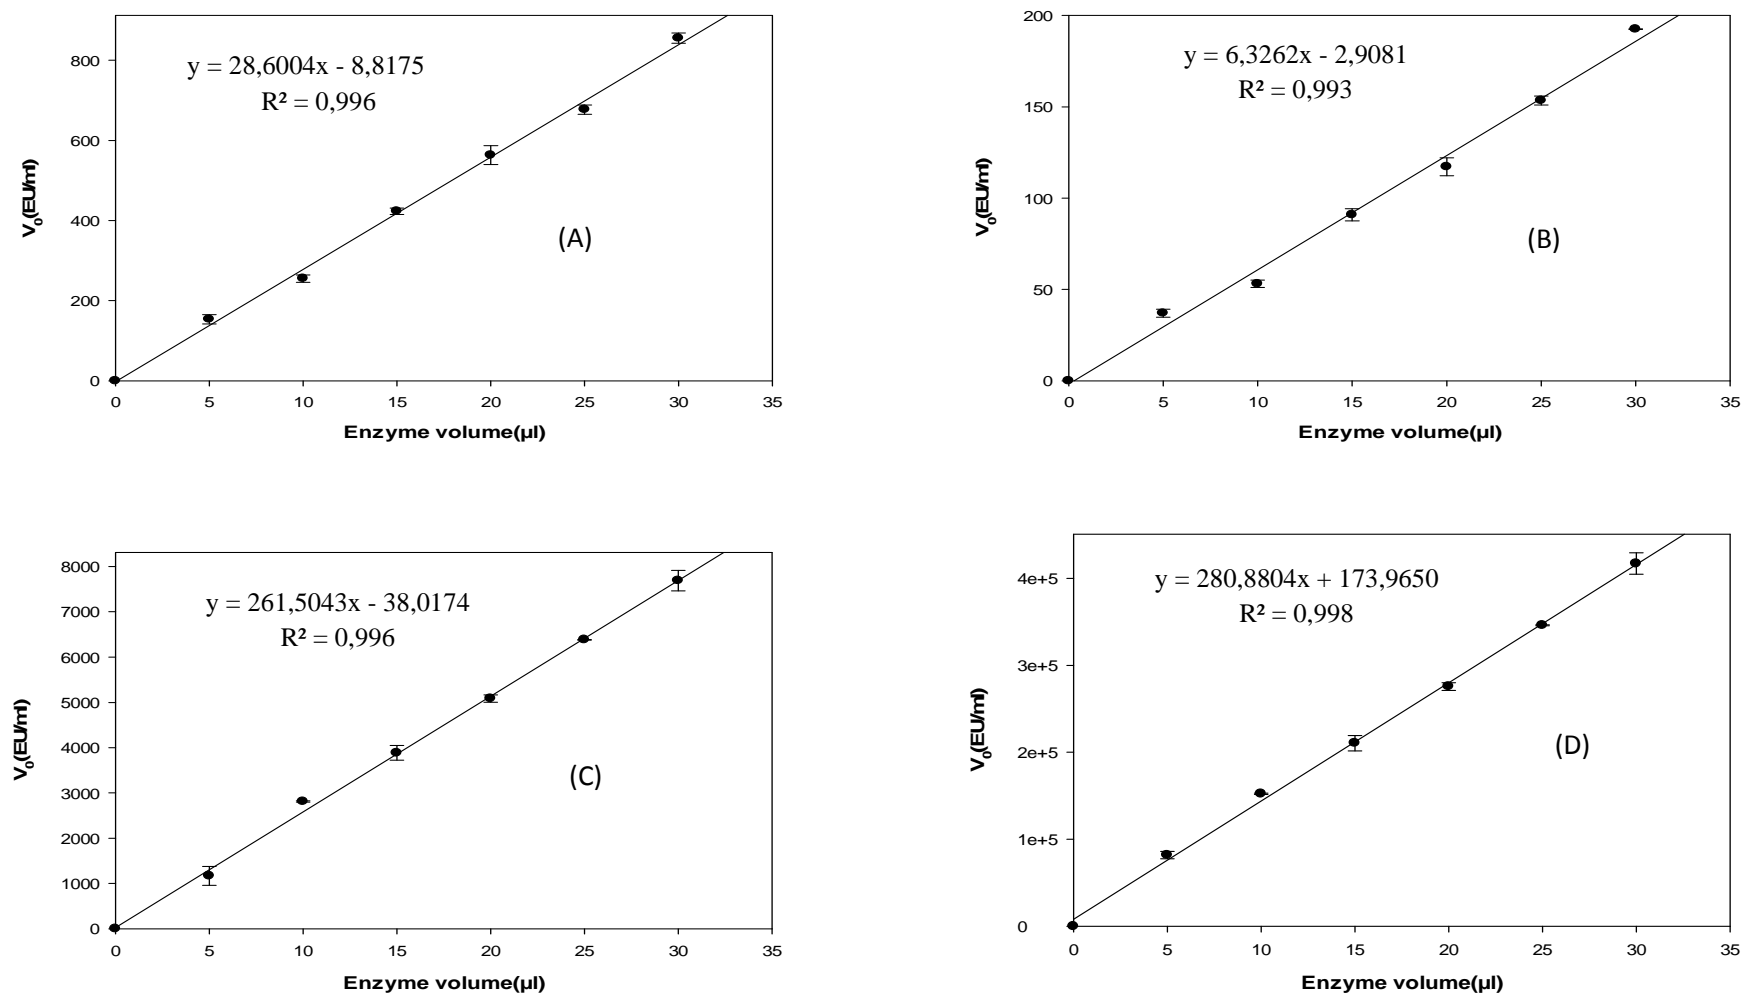 y = 28,6004x - 8,8175
R² = 0,996
V₀(EU/ml)
800
600
400
200
0
(A)
0 5 10 15 20 25 30 35
Enzyme volume(µl)
y = 6,3262x - 2,9081
R² = 0,993
V₀(EU/ml)
200
150
100
50
0
(B)
0 5 10 15 20 25 30 35
Enzyme volume(µl)
y = 261,5043x - 38,0174
R² = 0,996
V₀(EU/ml)
8000
7000
6000
5000
4000
3000
2000
1000
0
(C)
0 5 10 15 20 25 30 35
Enzyme volume(µl)
y = 280,8804x + 173,9650
R² = 0,998
V₀(EU/ml)
4e+5
3e+5
2e+5
1e+5
0
(D)
0 5 10 15 20 25 30 35
Enzyme volume(µl)